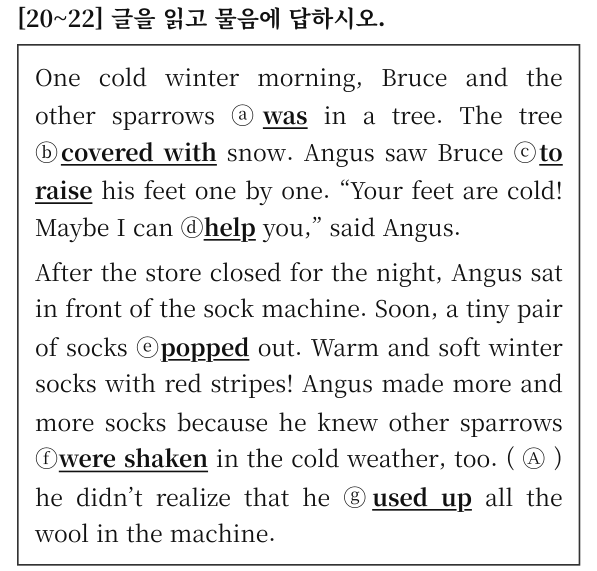 [20~22] 글을 읽고 물음에 답하시오.
One cold winter morning, Bruce and the
other sparrows ⓐ was in a tree. The tree
ⓑcovered with snow. Angus saw Bruce ⓒto
raise his feet one by one. “Your feet are cold!
Maybe I can ⓓhelp you,” said Angus.
After the store closed for the night, Angus sat
in front of the sock machine. Soon, a tiny pair
of socks ⓔpopped out. Warm and soft winter
socks with red stripes! Angus made more and
more socks because he knew other sparrows
ⓕwere shaken in the cold weather, too. ( Ⓐ )
he didn’t realize that he ⓖ used up all the
wool in the machine.